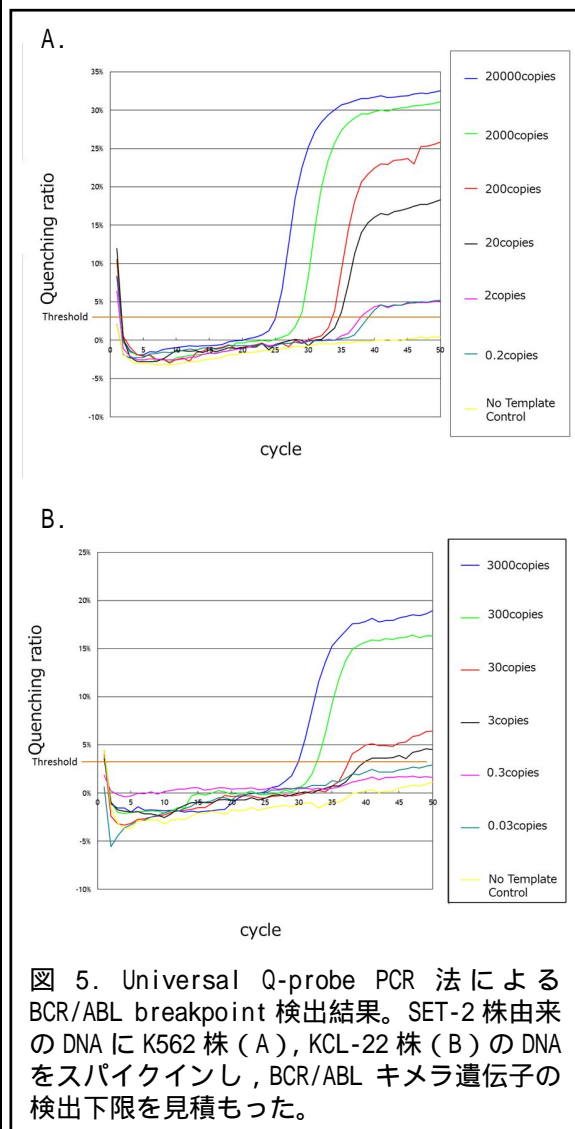 A.
35%
30%
25%
20%
15%
10%
5%
0%
-5%
-10%
Quenching ratio
Threshold
5 10 15 20 25 30 35 40 45 50
cycle
20000copies
2000copies
200copies
20copies
2copies
0.2copies
No Template
Control
B.
25%
20%
15%
10%
5%
0%
-5%
-10%
Quenching ratio
Threshold
0 5 10 15 20 25 30 35 40 45 50
cycle
3000copies
300copies
30copies
3copies
0.3copies
0.03copies
No Template
Control
図 5. Universal Q-probe PCR 法による
BCR/ABL breakpoint 検出結果。SET-2 株由来
の DNA に K562 株（A）, KCL-22 株（B）の DNA
をスパイクインし , BCR/ABL キメラ遺伝子の
検出下限を見積もった。